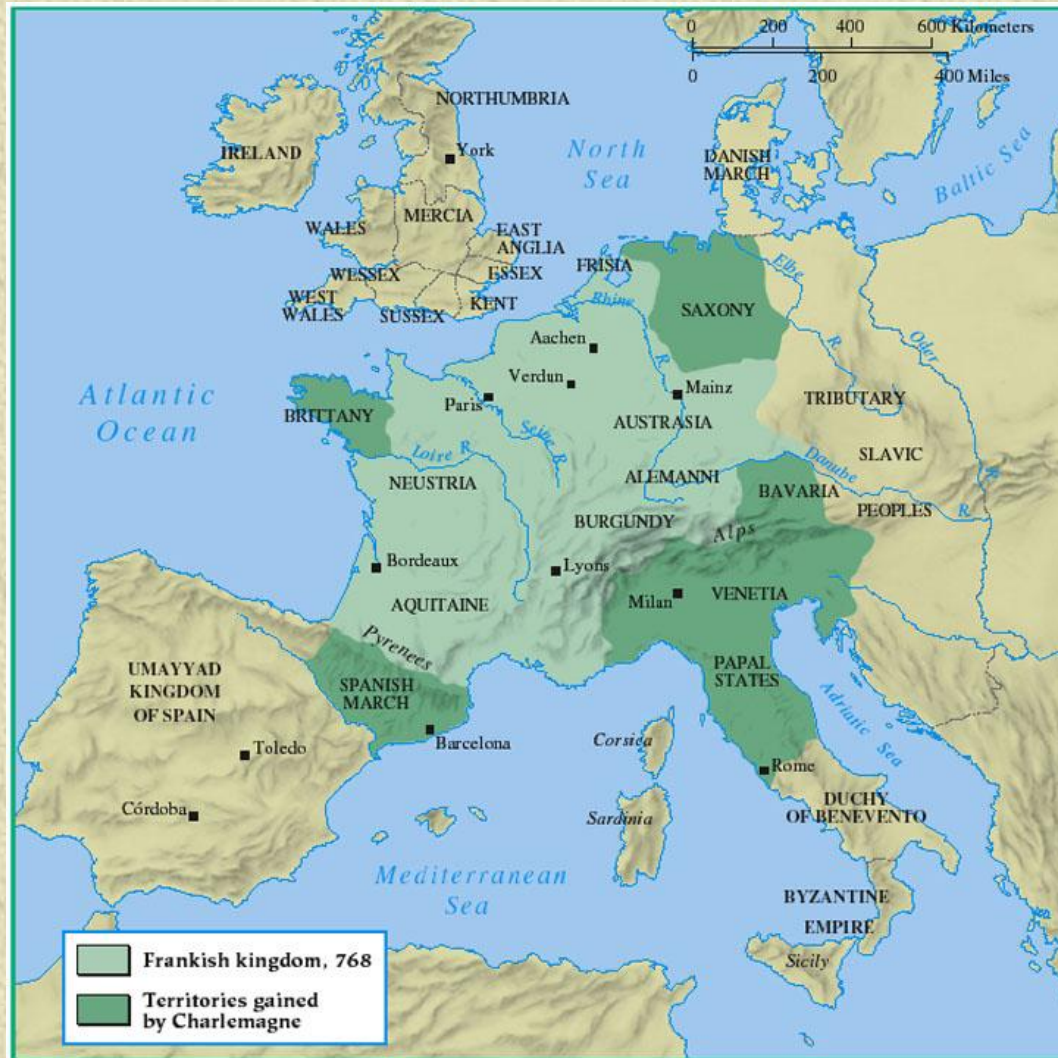 0 200 400 600 Kilometers
0 200 400 Miles
NORTHUMBRIA
IRELAND
York
North
Sea
DANISH
MARCH
Baltic Sea
MERCIA
WALES
EAST
ANGLIA
WESSEX
ESSEX
WEST
WALES
SUSSEX
KENT
FRISIA
Elbe
R.
Rhine
R.
SAXONY
Oder
R.
Aachen
Verdun
Mainz
Paris
Atlantic
Ocean
BRITTANY
AUSTRASIA
TRIBUTARY
SLAVIC
PEOPLES
Seine R.
Loire R.
NEUSTRIA
ALEMANNI
Danube
R.
BAVARIA
BURGUNDY
Alps
Bordeaux
Lyons
Milan
VENETIA
AQUITAINE
Pyrenees
UMAYYAD
KINGDOM
OF SPAIN
SPANISH
MARCH
PAPAL
STATES
Adriatic Sea
Toledo
Barcelona
Corsica
Rome
Córdoba
Sardinia
DUCHY
OF BENEVENTO
Mediterranean
Sea
BYZANTINE
EMPIRE
Sicily
Frankish kingdom, 768
Territories gained
by Charlemagne